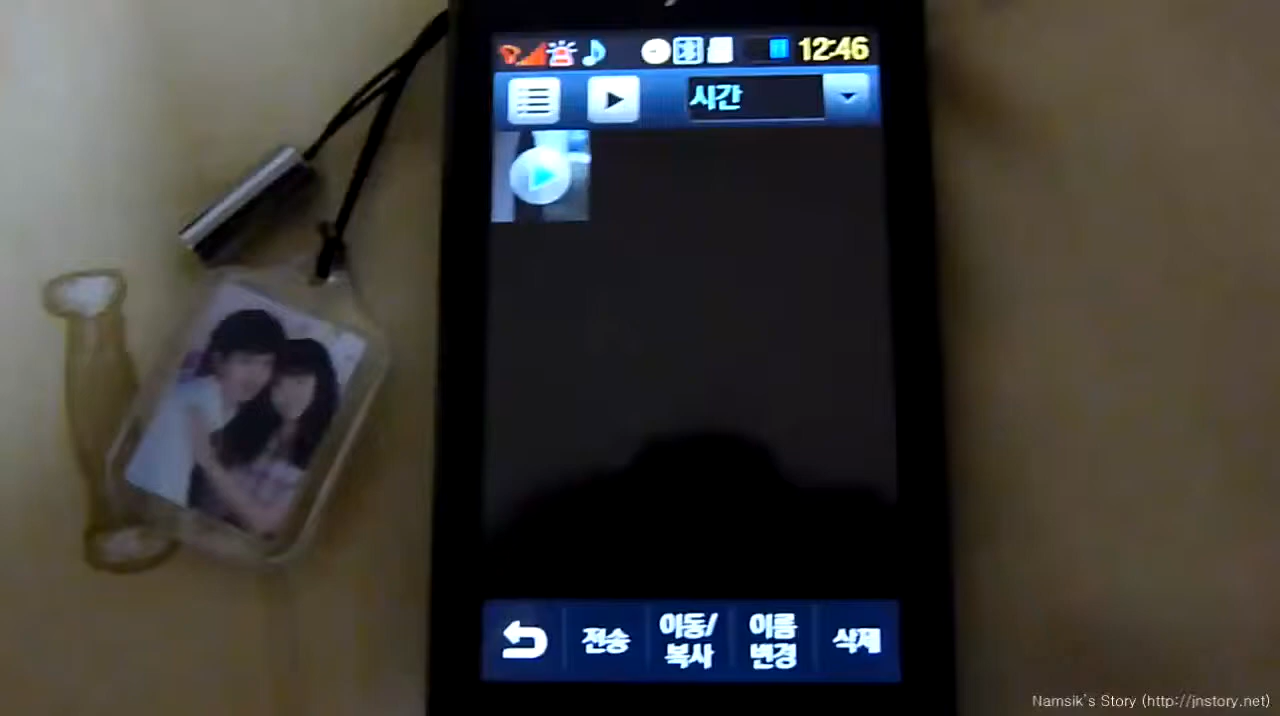 12:46
시간
전송
이동/
복사
이름
변경
삭제
Namsik's Story (http://jnstory.net)